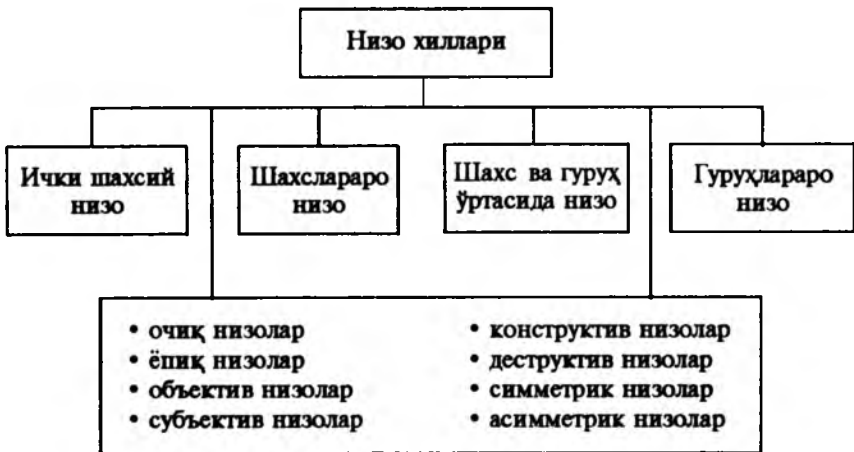 Низо хиллари
Ички шахсий
низо
Шахслараро
низо
Шахс ва гуруҳ
ўртасида низо
Гуруҳлараро
низо
• очиқ низолар
• ёпиқ низолар
• объектив низолар
• субъектив низолар
• конструктив низолар
• деструктив низолар
• симметрик низолар
• асимметрик низолар